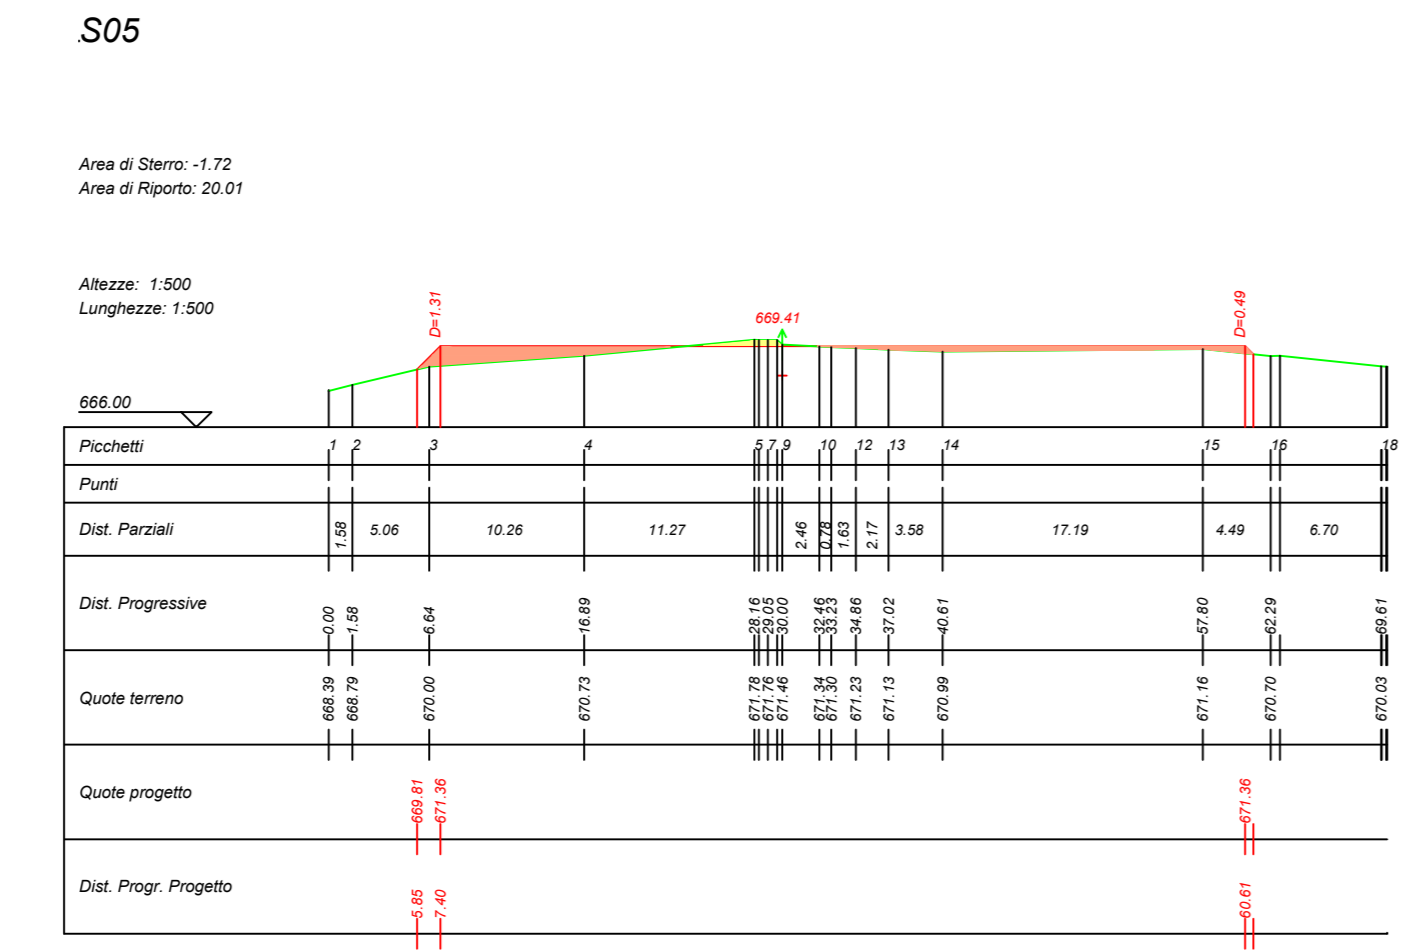 .S05
Area di Sterro: -1.72
Area di Riporto: 20.01
Altezze: 1:500
Lunghezze: 1:500
D=1.31
669.41
D=0.49
666.00
Picchetti 1 2 3 4 5 7 9 10 12 13 14 15 16 18
Punti
Dist. Parziali 1.58 5.06 10.26 11.27 2.46 0.78 1.63 2.17 3.58 17.19 4.49 6.70
Dist. Progressive 0.00 1.58 6.64 16.89 28.16 29.05 30.00 32.46 33.23 34.86 37.02 40.61 57.80 62.29 69.61
Quote terreno 668.39 668.79 670.00 670.73 671.78 671.76 671.46 671.34 671.30 671.23 671.13 670.99 671.16 670.70 670.03
Quote progetto 669.81 671.36 671.36
Dist. Progr. Progetto 5.85 7.40 60.61